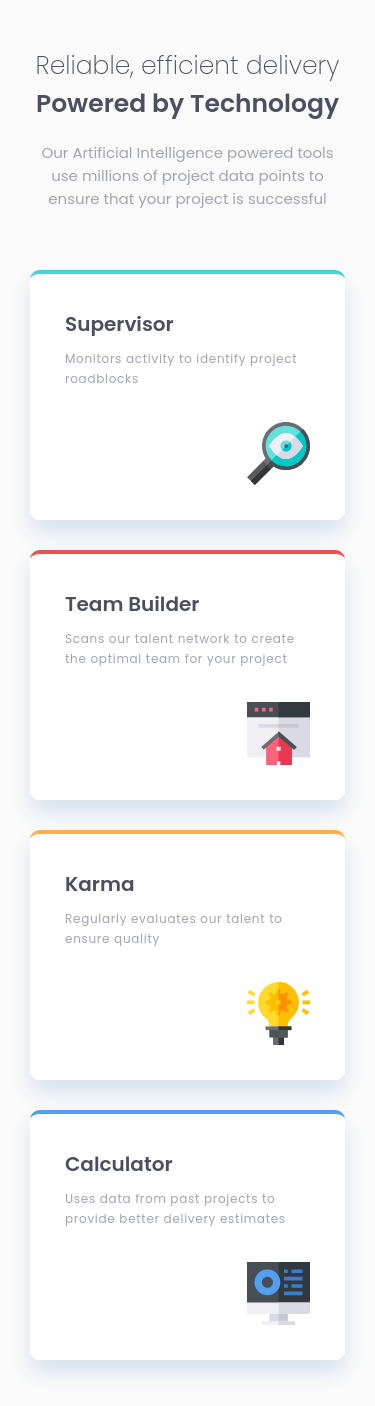 Reliable, efficient delivery
Powered by Technology
Our Artificial Intelligence powered tools
use millions of project data points to
ensure that your project is successful
Supervisor
Monitors activity to identify project
roadblocks
Team Builder
Scans our talent network to create
the optimal team for your project
Karma
Regularly evaluates our talent to
ensure quality
Calculator
Uses data from past projects to
provide better delivery estimates